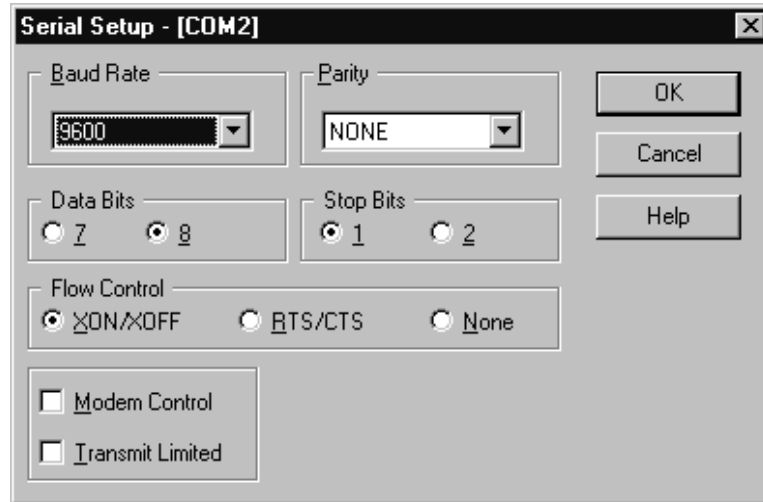 Serial Setup - [COM2]
Baud Rate
9600
Parity
NONE
OK
Cancel
Help
Data Bits
7 8
Stop Bits
1 2
Flow Control
XON/XOFF RTS/CTS None
Modem Control
Transmit Limited